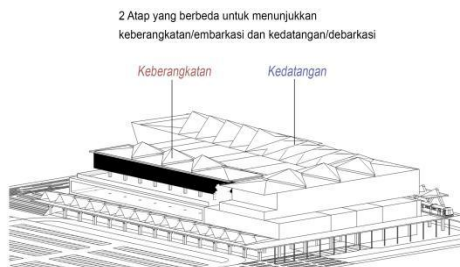 2 Atap yang berbeda untuk menunjukkan
keberangkatan/embarkasi dan kedatangan/debarkasi
Keberangkatan Kedatangan